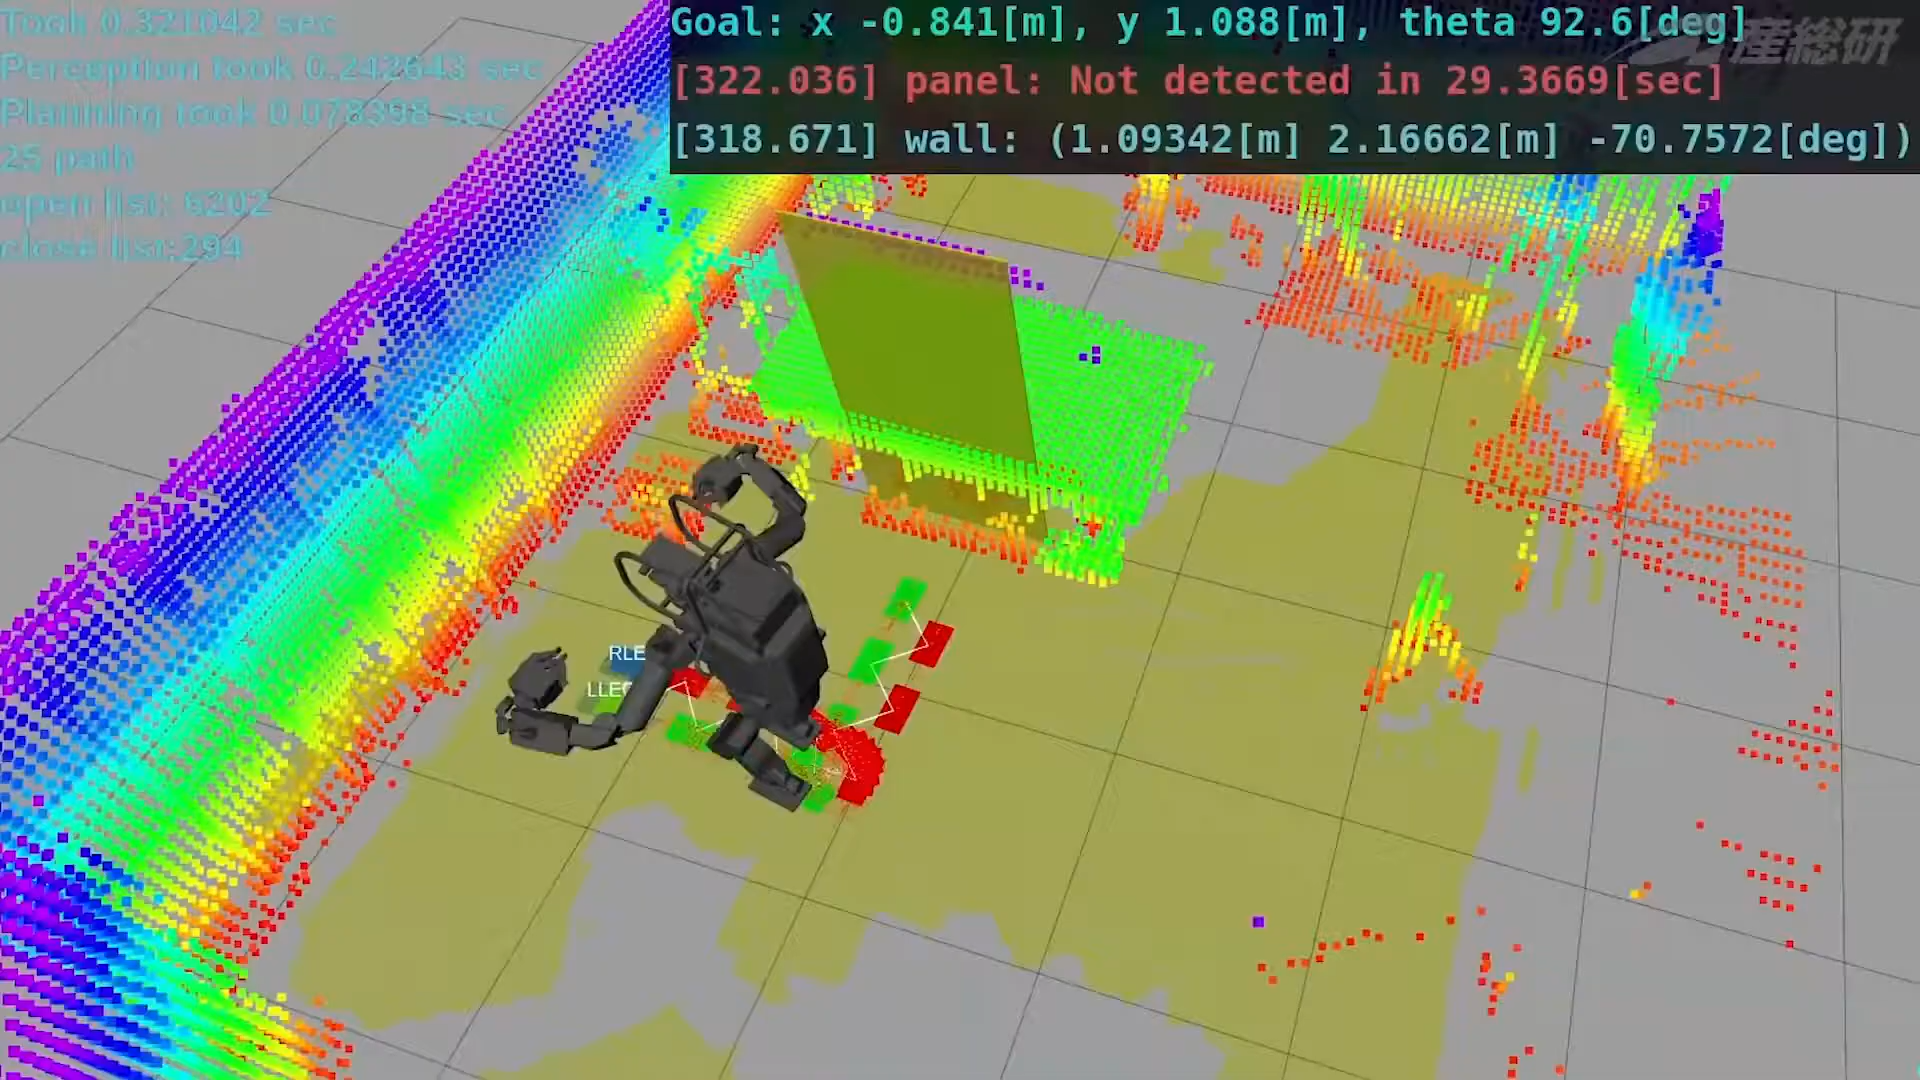 Took 0.321042 sec
Perception took 0.242643 sec
Planning took 0.078398 sec
25 path
open list: 6202
close list:294
Goal: x -0.841[m], y 1.088[m], theta 92.6[deg]
[322.036] panel: Not detected in 29.3669[sec]
[318.671] wall: (1.09342[m] 2.16662[m] -70.7572[deg])
産総研
RLE
LLEG